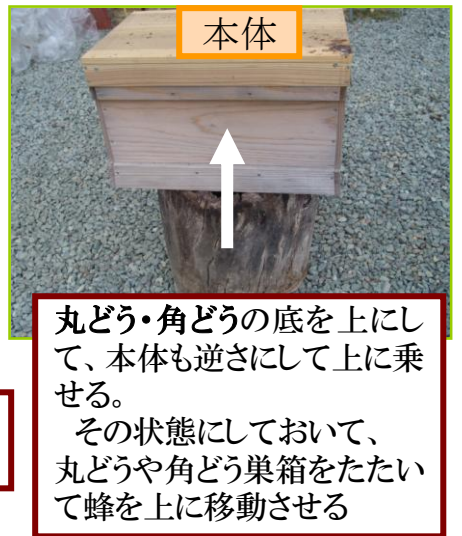 本体
丸どう・角どうの底を上にし
て、本体も逆さにして上に乗
せる。
その状態にしておいて、
丸どうや角どう巣箱をたたい
て蜂を上に移動させる